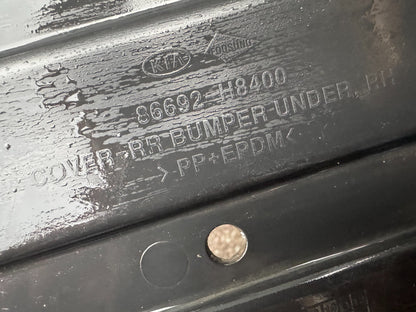 KIA
86692-H8400
COVER-RR BUMPER UNDER, RH
>PP+EPDM<